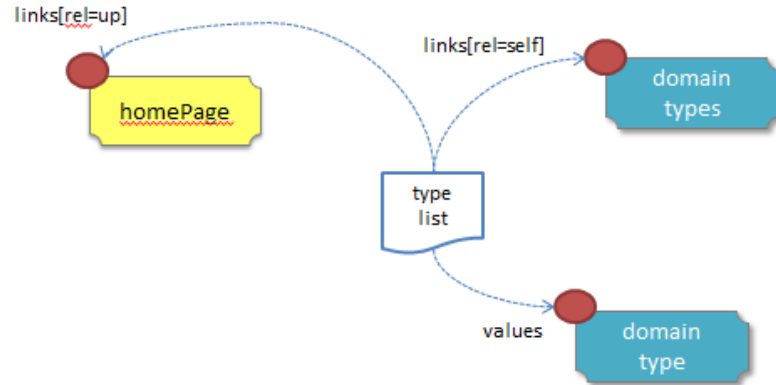 links[rel=up]
links[rel=self]
domain
types
homePage
type
list
values
domain
type